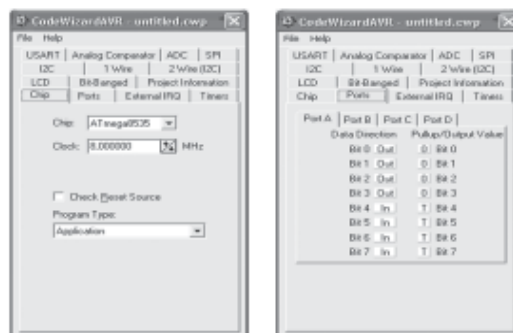 CodeWizardAVR - untitled.cwp
File Help
USART Analog Comparator ADC SPI
I2C 1 Wire 2 Wire (I2C)
LCD Bit-Banged Project Information
Chip Ports External IRQ Timers
Chip: ATmega8535
Clock: 8.000000 MHz
Check Reset Source
Program Type:
Application
CodeWizardAVR - untitled.cwp
File Help
USART Analog Comparator ADC SPI
I2C 1 Wire 2 Wire (I2C)
LCD Bit-Banged Project Information
Chip Ports External IRQ Timers
Port A Port B Port C Port D
Data Direction Pullup/Output Value
Bit 0 Out 0 Bit 0
Bit 1 Out 0 Bit 1
Bit 2 Out 0 Bit 2
Bit 3 Out 0 Bit 3
Bit 4 In T Bit 4
Bit 5 In T Bit 5
Bit 6 In T Bit 6
Bit 7 In T Bit 7